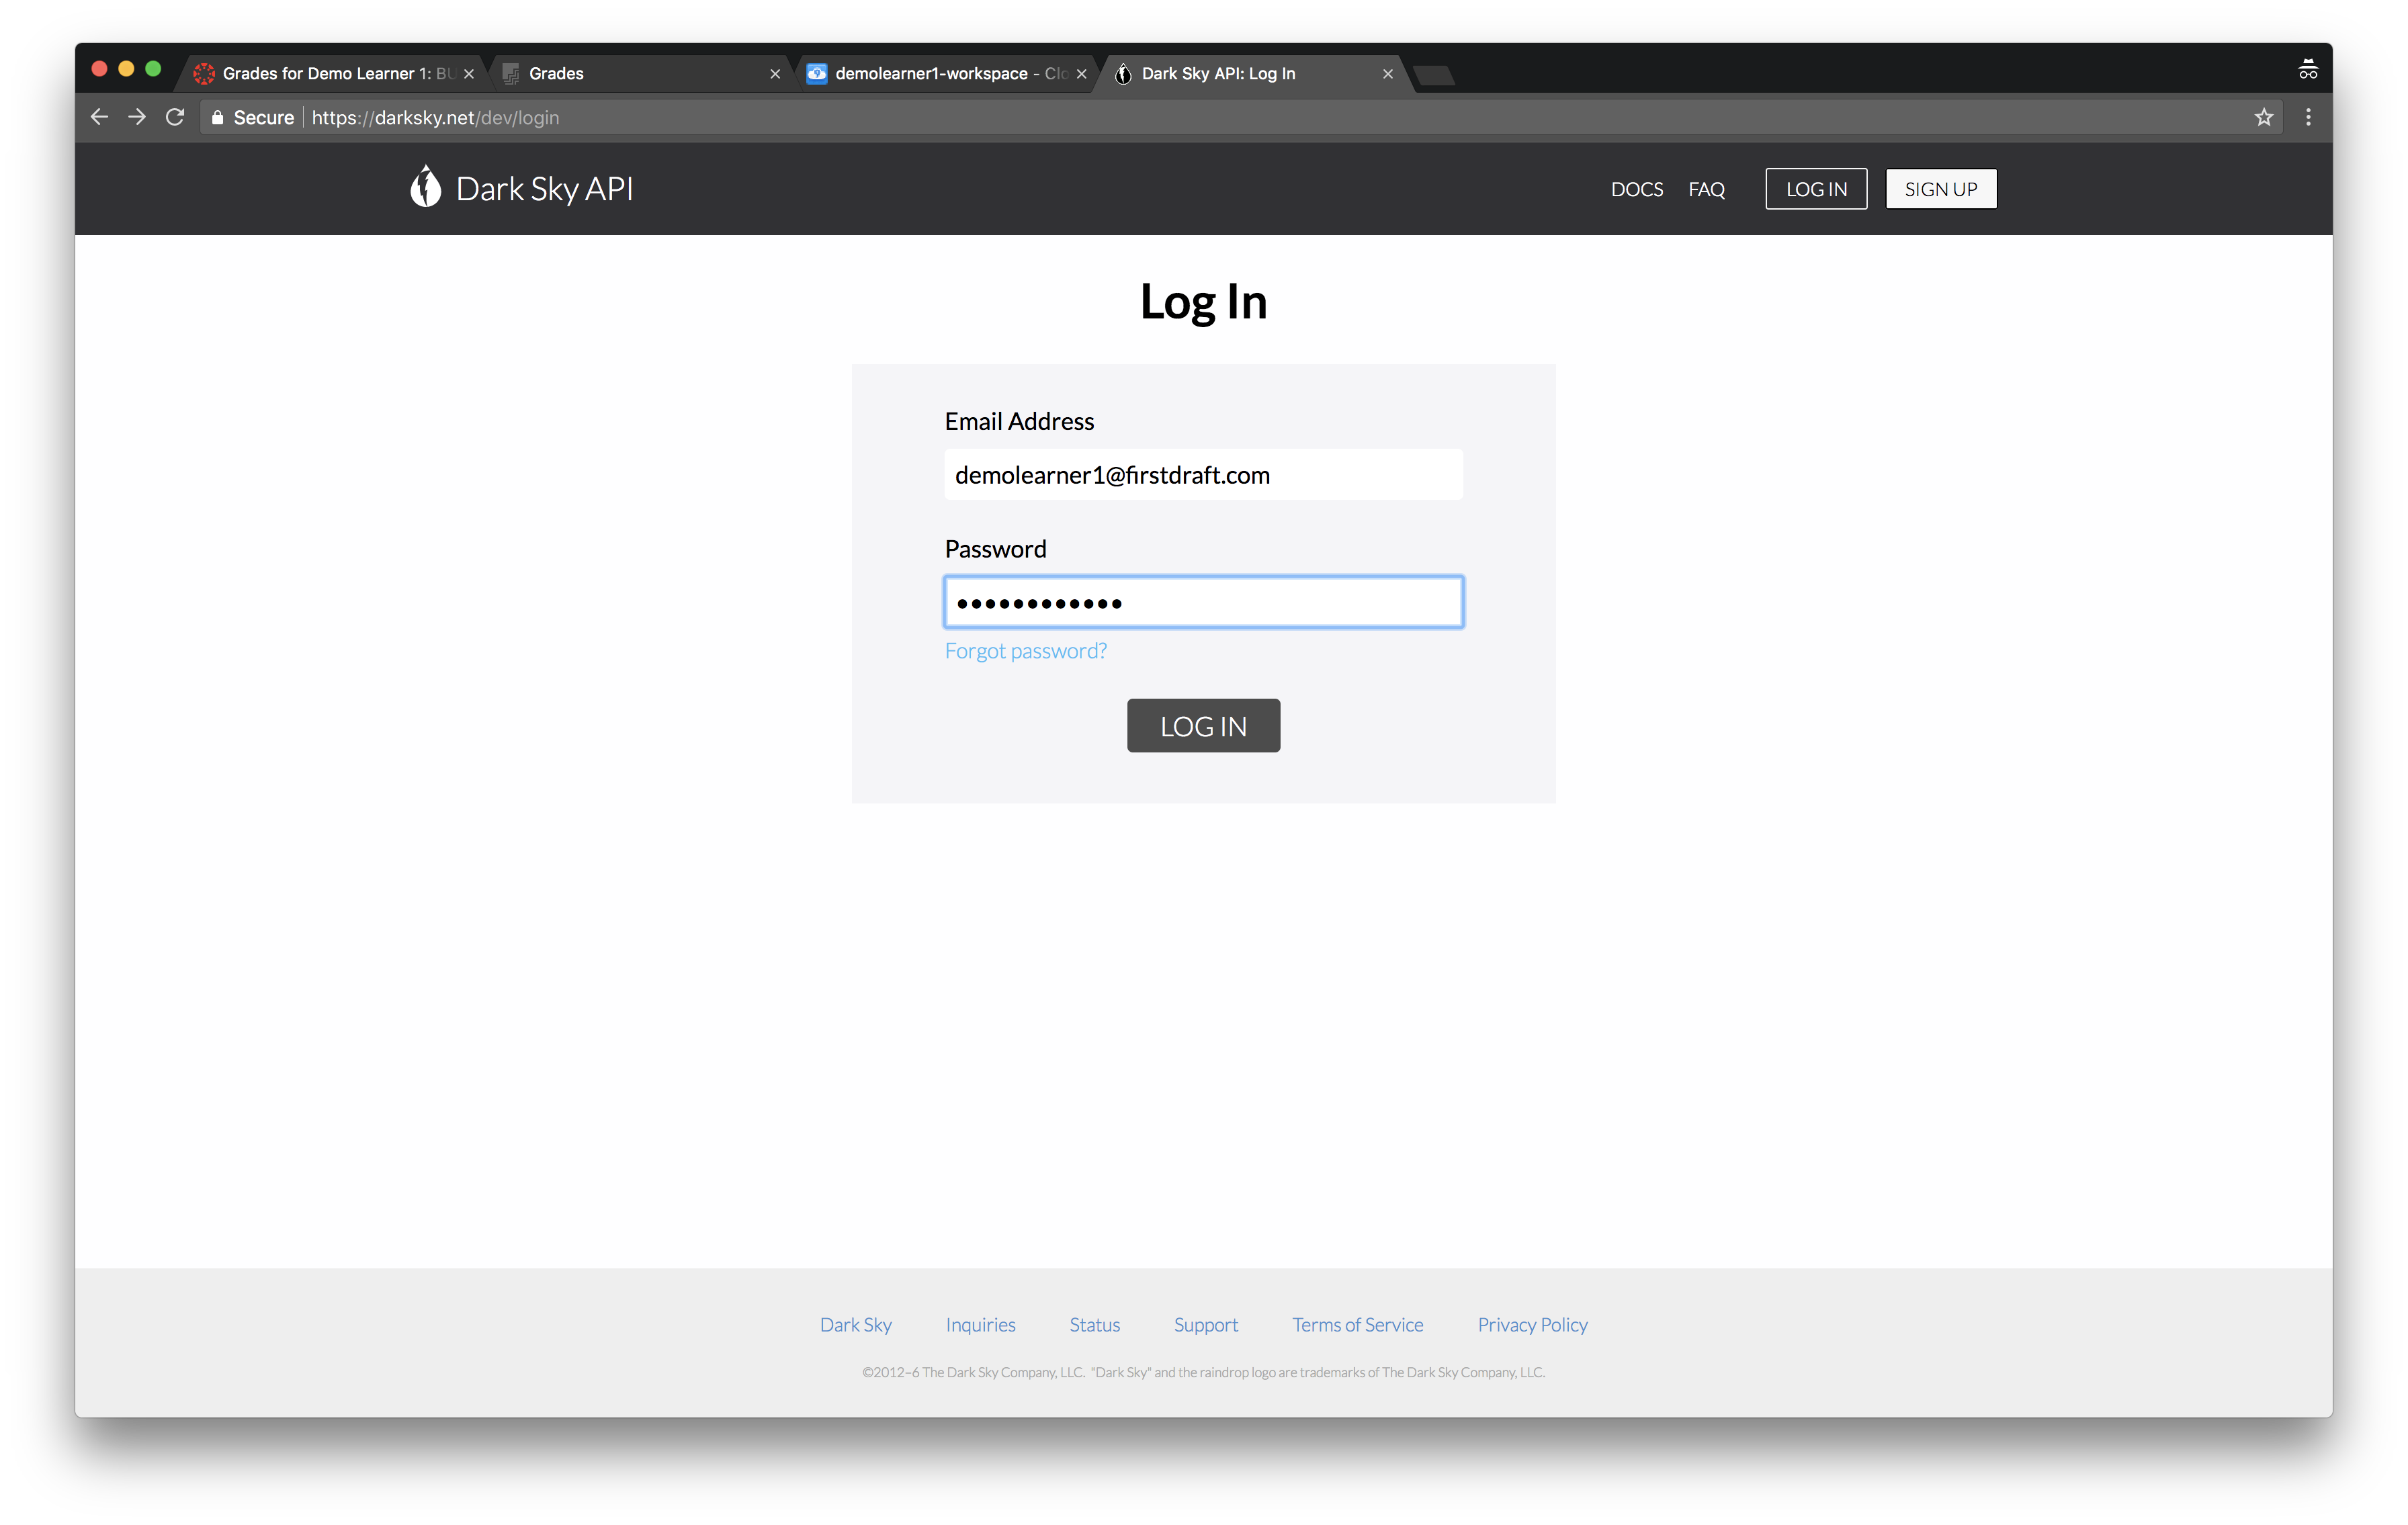 Grades for Demo Learner 1: BU
Grades
demolearner1-workspace - Clo
Dark Sky API: Log In
Secure https://darksky.net/dev/login
Dark Sky API
DOCS FAQ LOG IN SIGN UP
Log In
Email Address
demolearner1@firstdraft.com
Password
••••••••••••
Forgot password?
LOG IN
Dark Sky Inquiries Status Support Terms of Service Privacy Policy
©2012–6 The Dark Sky Company, LLC. "Dark Sky" and the raindrop logo are trademarks of The Dark Sky Company, LLC.